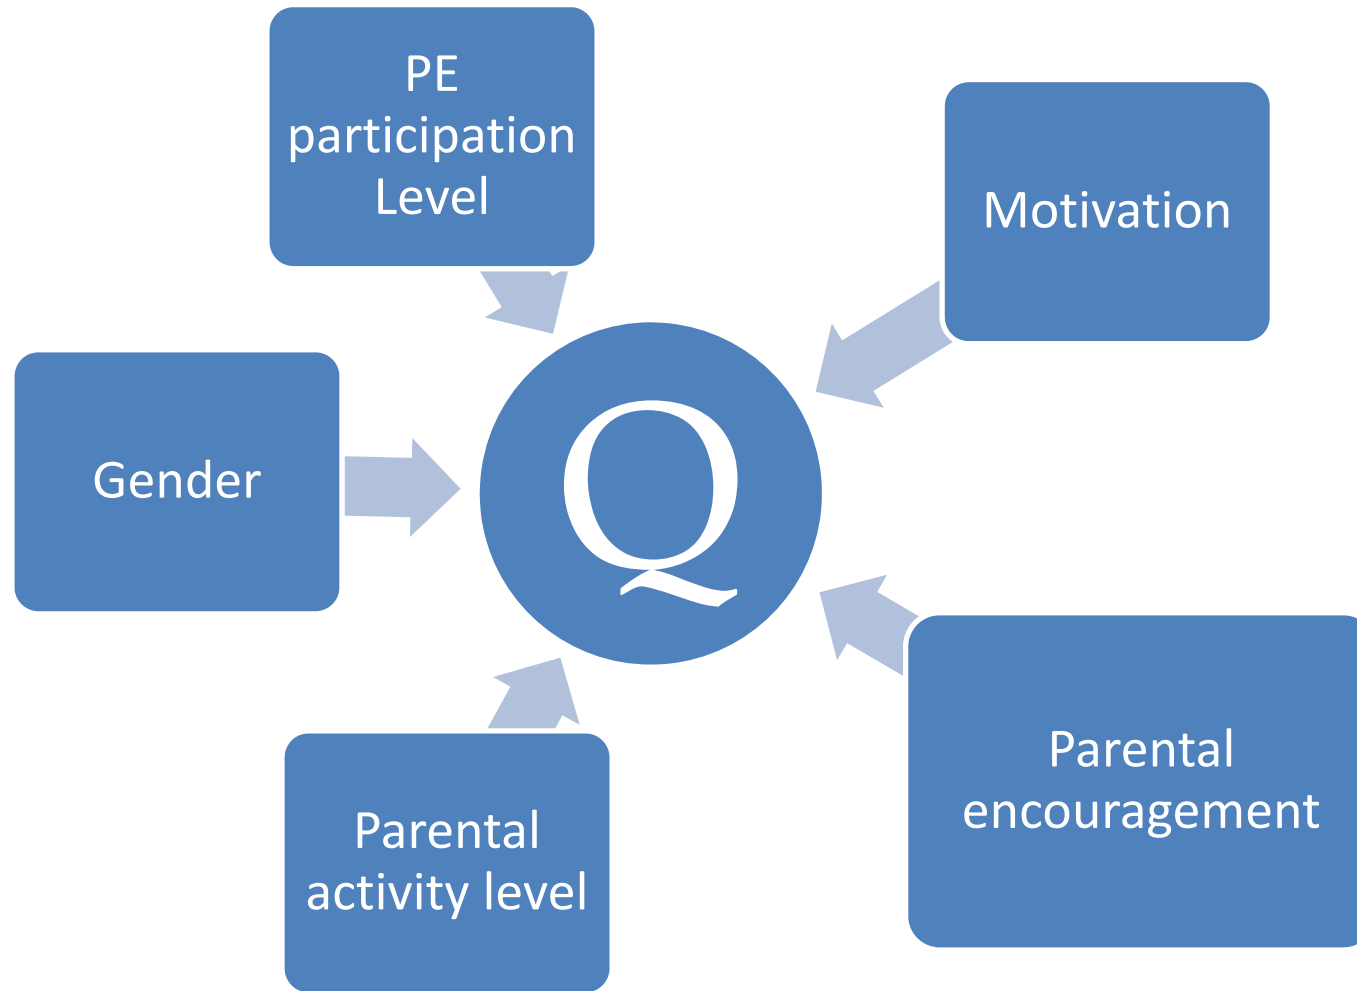 PE
participation
Level
Motivation
Gender
Q
Parental
encouragement
Parental
activity level